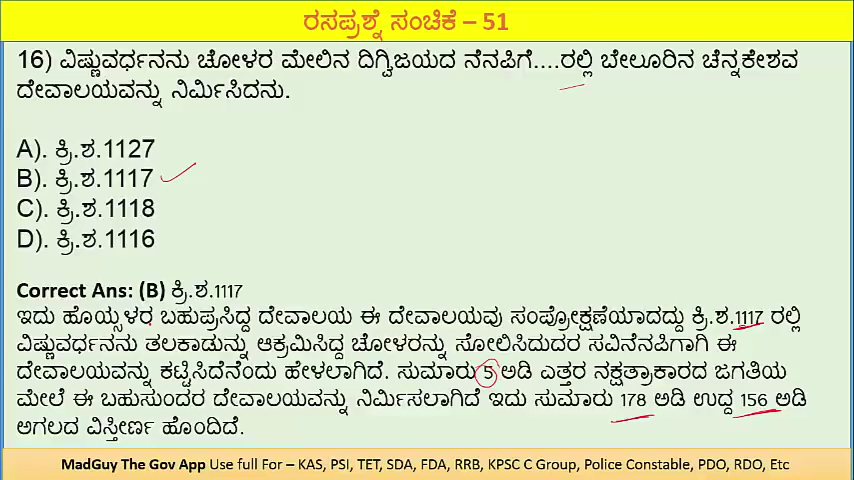 ರಸಪ್ರಶ್ನೆ ಸಂಚಿಕೆ – 51
16) ವಿಷ್ಣುವರ್ಧನನು ಚೋಳರ ಮೇಲಿನ ದಿಗ್ವಿಜಯದ ನೆನಪಿಗೆ....ರಲ್ಲಿ ಬೇಲೂರಿನ ಚೆನ್ನಕೇಶವ
ದೇವಾಲಯವನ್ನು ನಿರ್ಮಿಸಿದನು.
A). ಕ್ರಿ.ಶ.1127
B). ಕ್ರಿ.ಶ.1117
C). ಕ್ರಿ.ಶ.1118
D). ಕ್ರಿ.ಶ.1116
Correct Ans: (B) ಕ್ರಿ.ಶ.1117
ಇದು ಹೊಯ್ಸಳರ ಬಹುಪ್ರಸಿದ್ದ ದೇವಾಲಯ ಈ ದೇವಾಲಯವು ಸಂಪ್ರೋಕ್ಷಣೆಯಾದದ್ದು ಕ್ರಿ.ಶ.1117 ರಲ್ಲಿ
ವಿಷ್ಣುವರ್ಧನನು ತಲಕಾಡುನ್ನು ಆಕ್ರಮಿಸಿದ್ದ ಚೋಳರನ್ನು ಸೋಲಿಸಿದುದರ ಸವಿನೆನಪಿಗಾಗಿ ಈ
ದೇವಾಲಯವನ್ನು ಕಟ್ಟಿಸಿದೆನೆಂದು ಹೇಳಲಾಗಿದೆ. ಸುಮಾರು 5 ಅಡಿ ಎತ್ತರ ನಕ್ಷತ್ರಾಕಾರದ ಜಗತಿಯ
ಮೇಲೆ ಈ ಬಹುಸುಂದರ ದೇವಾಲಯವನ್ನು ನಿರ್ಮಿಸಲಾಗಿದೆ ಇದು ಸುಮಾರು 178 ಅಡಿ ಉದ್ದ 156 ಅಡಿ
ಅಗಲದ ವಿಸ್ತೀರ್ಣ ಹೊಂದಿದೆ.
MadGuy The Gov App Use full For – KAS, PSI, TET, SDA, FDA, RRB, KPSC C Group, Police Constable, PDO, RDO, Etc